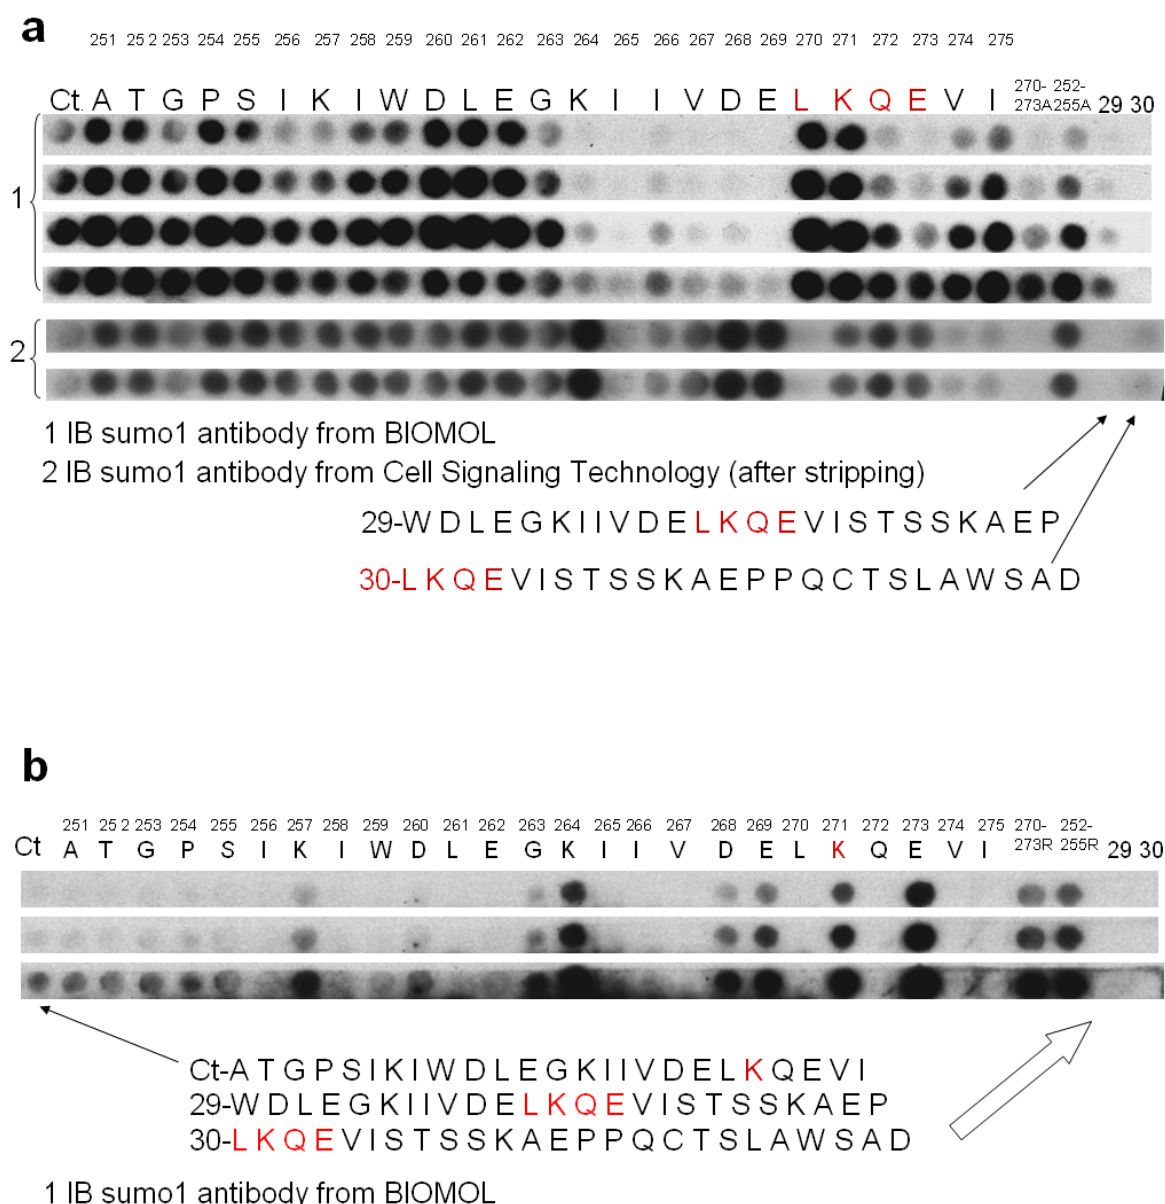 a
251 252 253 254 255 256 257 258 259 260 261 262 263 264 265 266 267 268 269 270 271 272 273 274 275
Ct A T G P S I K I W D L E G K I I V D E L K Q E V I 270-273A 252-255A 29 30
1
2
1 IB sumo1 antibody from BIOMOL
2 IB sumo1 antibody from Cell Signaling Technology (after stripping)
29-W D L E G K I I V D E L K Q E V I S T S S K A E P
30-L K Q E V I S T S S K A E P P Q C T S L A W S A D
b
251 252 253 254 255 256 257 258 259 260 261 262 263 264 265 266 267 268 269 270 271 272 273 274 275 270-273R 252-255R
Ct A T G P S I K I W D L E G K I I V D E L K Q E V I 29 30
Ct-A T G P S I K I W D L E G K I I V D E L K Q E V I
29-W D L E G K I I V D E L K Q E V I S T S S K A E P
30-L K Q E V I S T S S K A E P P Q C T S L A W S A D
1 IB sumo1 antibody from BIOMOL